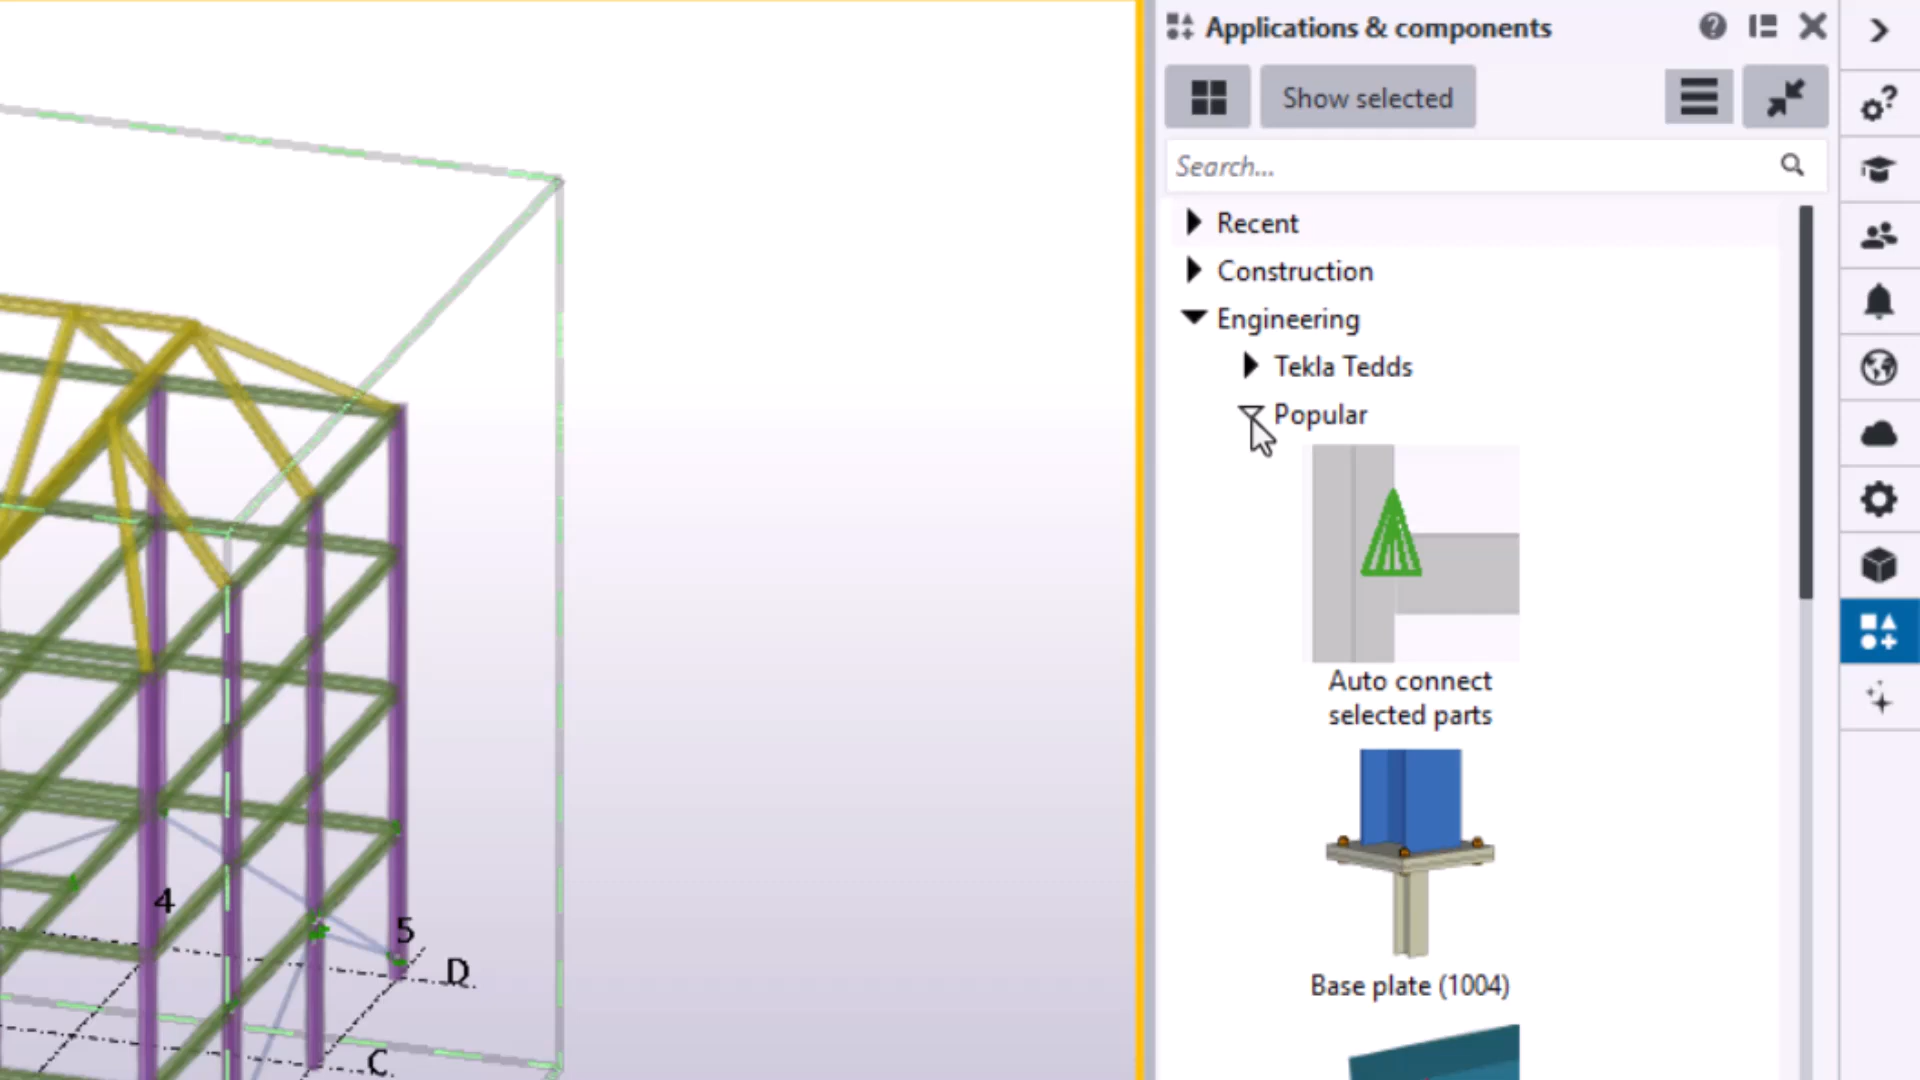 Applications & components
Show selected
Search...
Recent
Construction
Engineering
Tekla Tedds
Popular
Auto connect
selected parts
Base plate (1004)
4
5
D
C